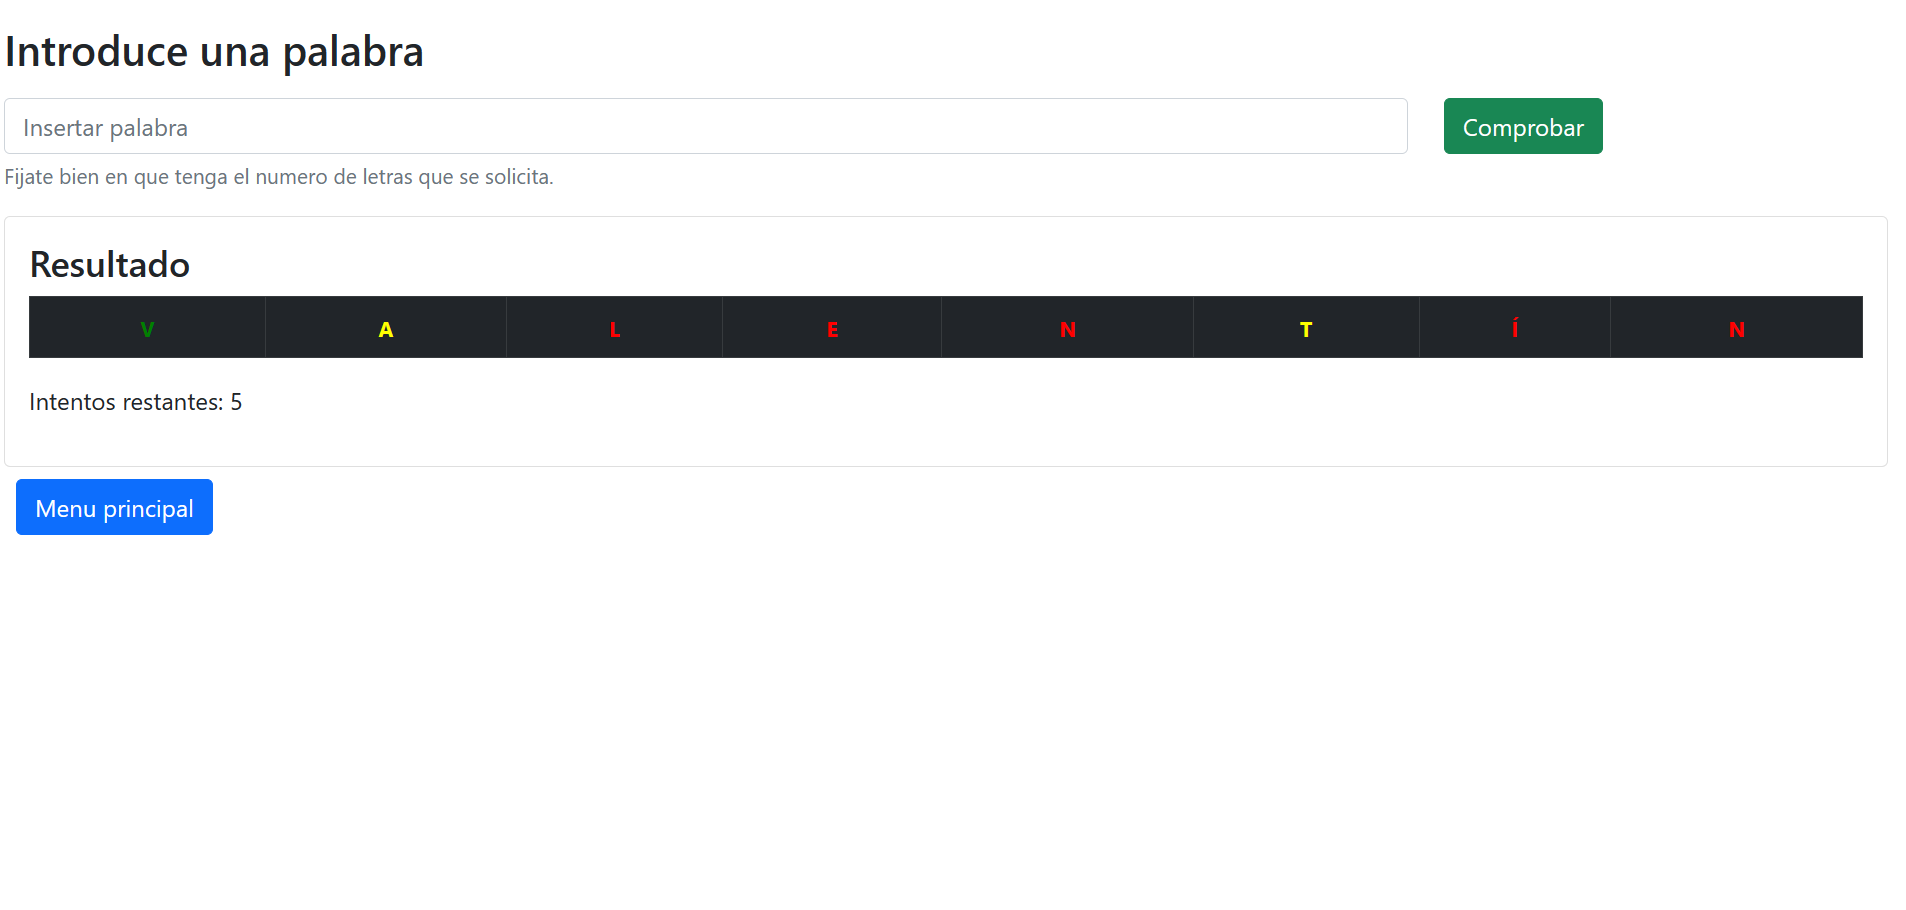 Introduce una palabra
Insertar palabra
Comprobar
Fijate bien en que tenga el numero de letras que se solicita.
Resultado
V A L E N T Í N
Intentos restantes: 5
Menu principal